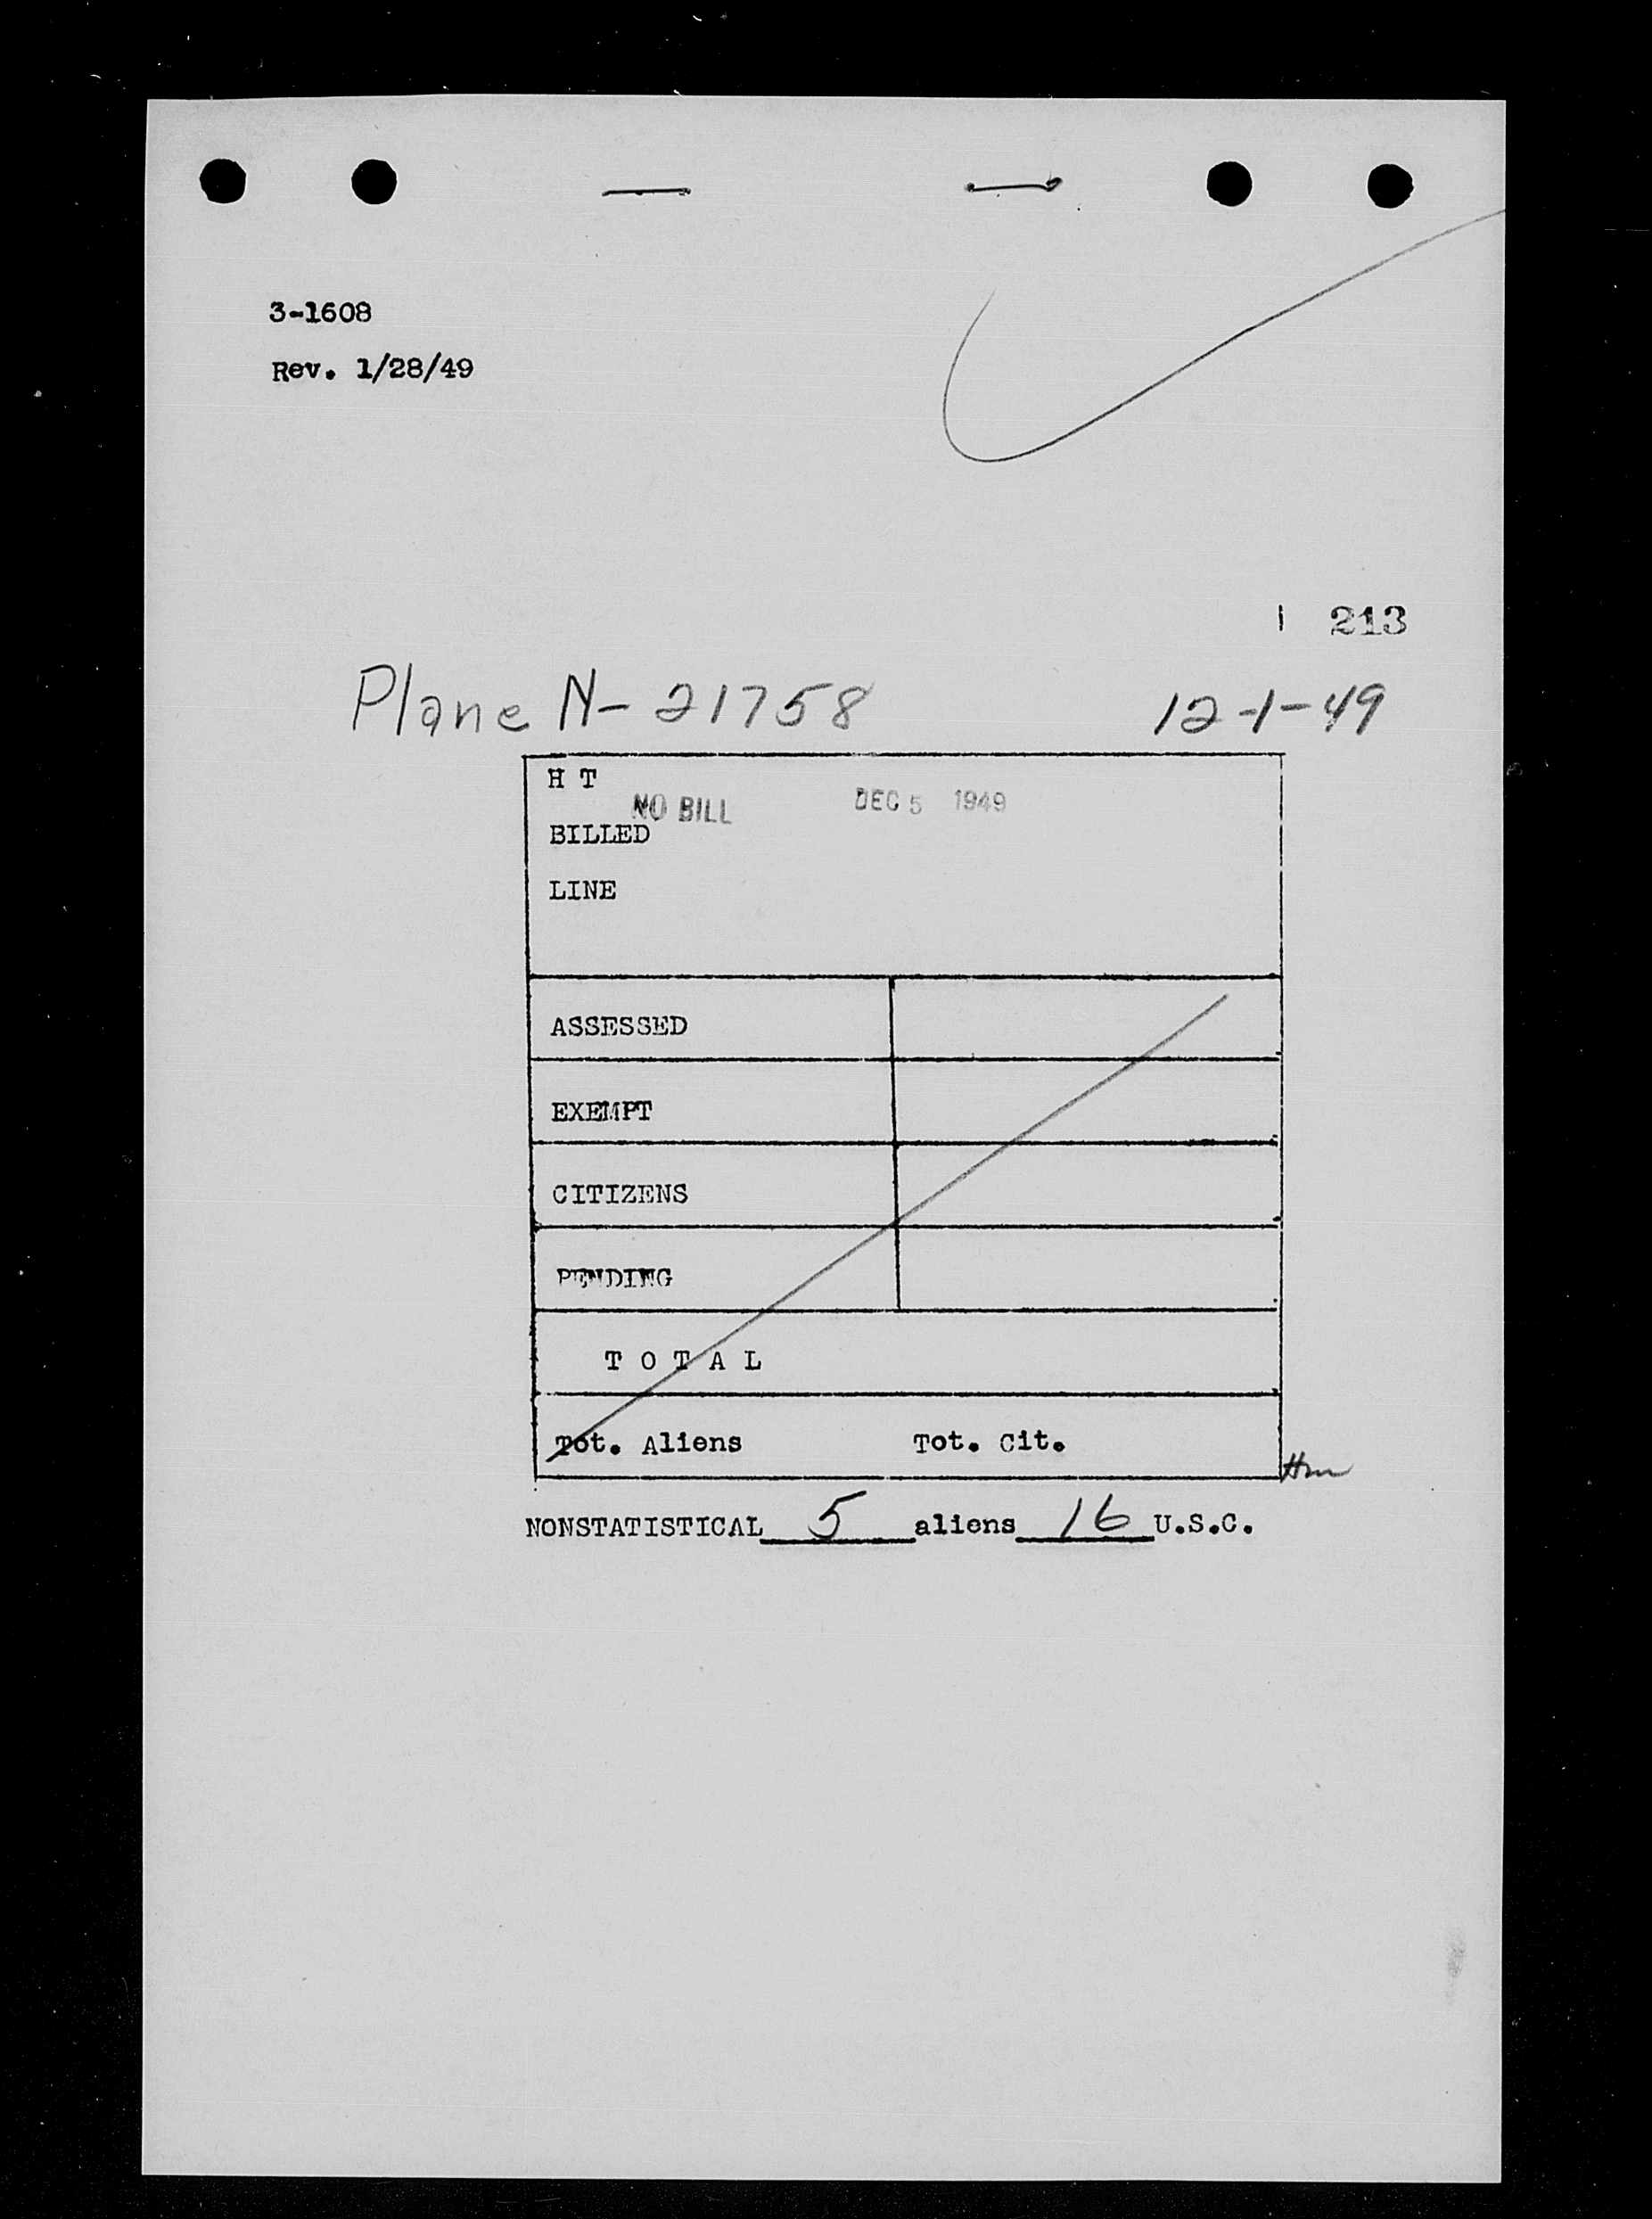 3-1608
Rev. 1/28/49
213
Plane N-21758 12-1-49
H T
NO BILL DEC 5 1949
BILLED
LINE
ASSESSED
EXEMPT
CITIZENS
PENDING
T O T A L
Tot. Aliens Tot. Cit.
NONSTATISTICAL 5 aliens 16 U.S.C.